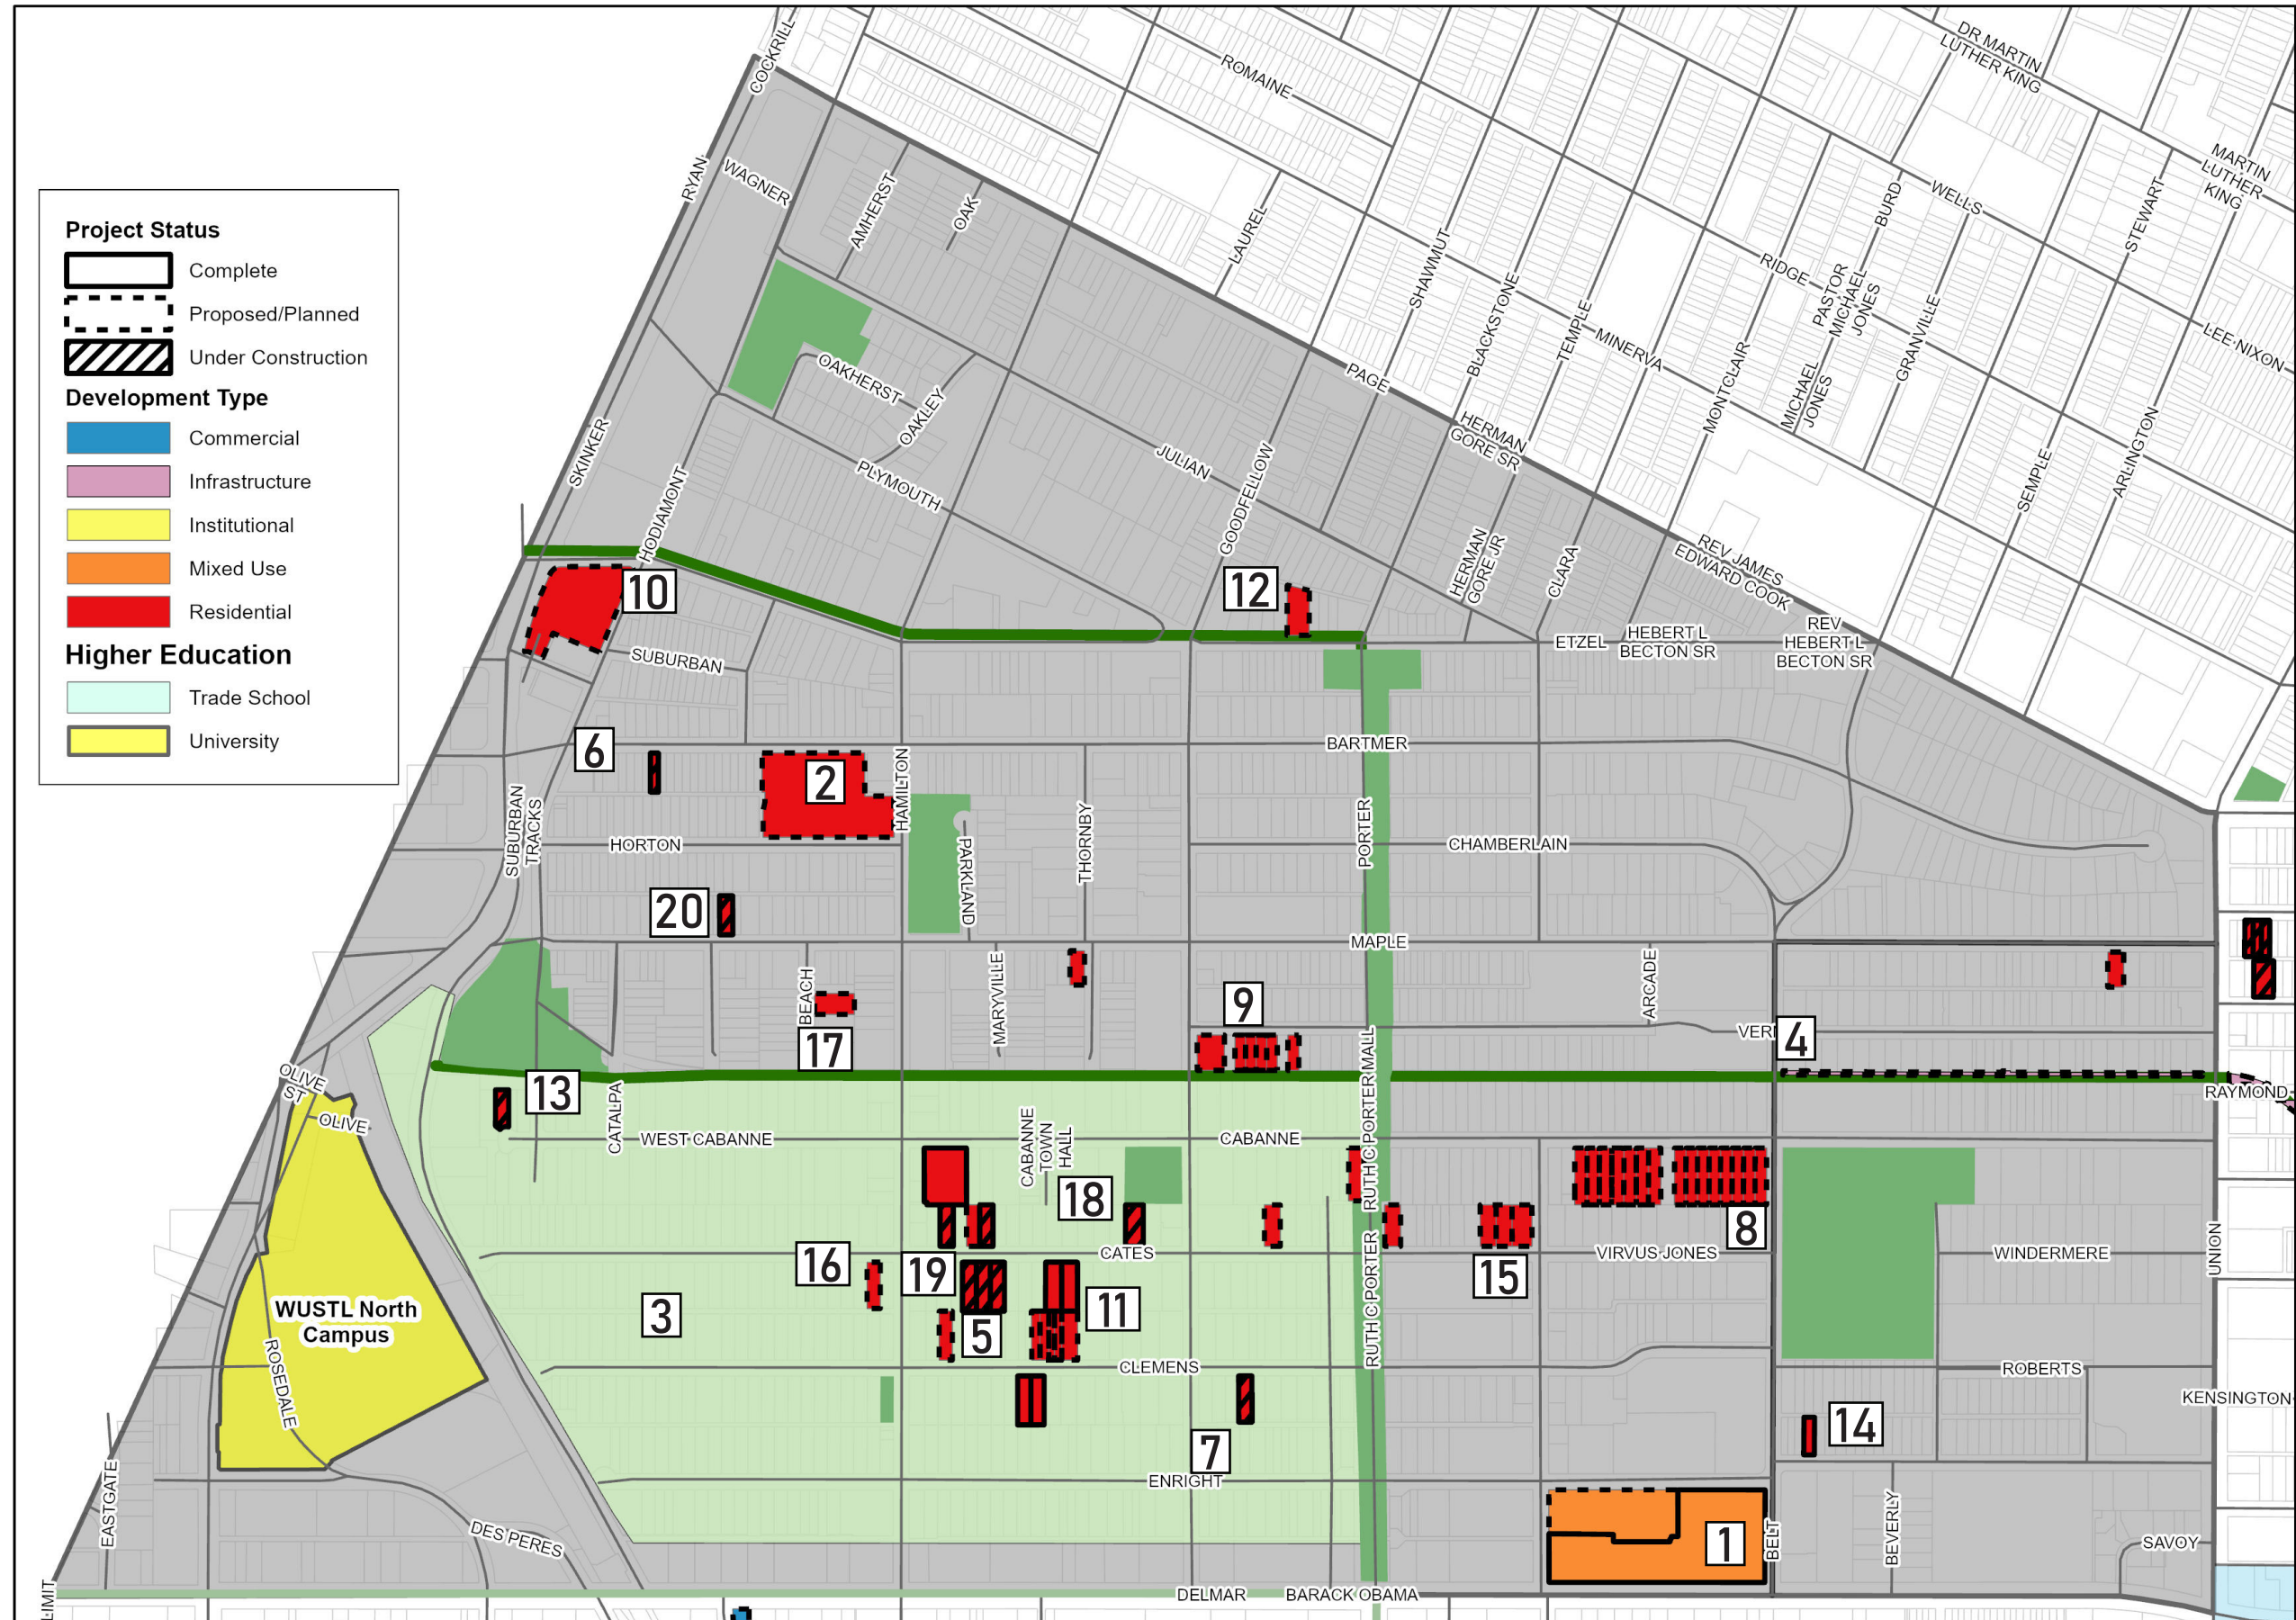 Project Status
Complete
Proposed/Planned
Under Construction
Development Type
Commercial
Infrastructure
Institutional
Mixed Use
Residential
Higher Education
Trade School
University
COCKRILL
ROMAINE
DR MARTIN
LUTHER KING
MARTIN
LUTHER
KING
RYAN
WAGNER
AMHERST
OAK
LAUREL
SHAWMUT
BLACKSTONE
TEMPLE
MINERVA
RIDGE
WELLS
BURD
PASTOR
MICHAEL
JONES
MICHAEL
JONES
GRANVILLE
STEWART
LEE-NIXON
MONTCLAIR
SEMPLE
ARLINGTON
PAGE
HERMAN
GORE SR
OAKHERST
OAKLEY
SKINKER
HODIAMONT
PLYMOUTH
JULIAN
GOODFELLOW
HERMAN
GORE JR
CLARA
REV JAMES
EDWARD COOK
10
12
ETZEL
HEBERT L
BECTON SR
REV
HEBERT L
BECTON SR
SUBURBAN
6
2
BARTMER
HAMILTON
SUBURBAN
TRACKS
HORTON
PARKLAND
THORNBY
PORTER
CHAMBERLAIN
20
MAPLE
BEACH
MARYVILLE
ARCADE
17
9
VER
4
RAYMOND
OLIVE
ST
OLIVE
13
CATALPA
WEST CABANNE
CABANNE
TOWN
HALL
CABANNE
RUTH C PORTER MALL
18
8
CATES
VIRVUS JONES
WINDERMERE
UNION
16
19
15
RUTH C PORTER
3
5
11
WUSTL North
Campus
ROSEDALE
CLEMENS
ROBERTS
KENSINGTON
7
14
ENRIGHT
EASTGATE
DES PERES
1
BELT
BEVERLY
SAVOY
LIMIT
DELMAR
BARACK OBAMA